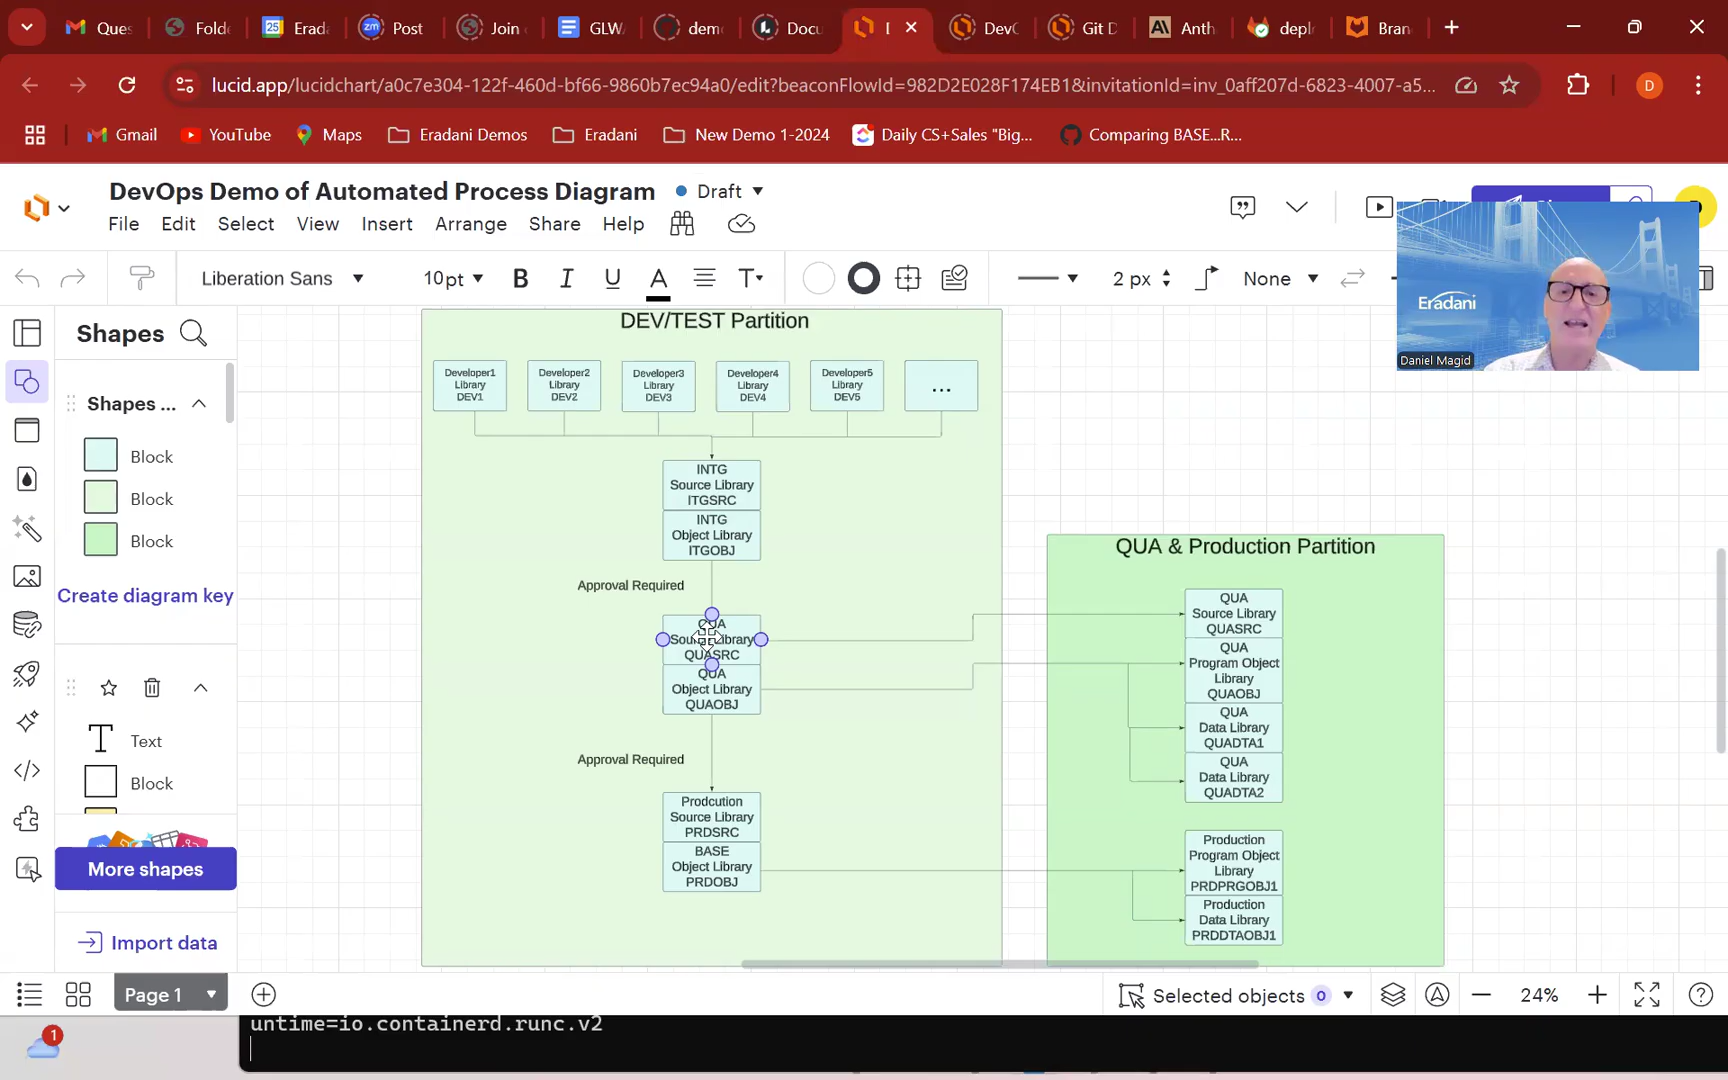 Ques
Fold
25
Erada
zm
Post
Join
GLW
dem
Docu
DevC
Git D
A\
Anth
depl
Bran
lucid.app/lucidchart/a0c7e304-122f-460d-bf66-9860b7ec94a0/edit?beaconFlowId=982D2E028F174EB1&invitationId=inv_0aff207d-6823-4007-a5...
D
Gmail
YouTube
Maps
Eradani Demos
Eradani
New Demo 1-2024
Daily CS+Sales "Big...
Comparing BASE...R...
DevOps Demo of Automated Process Diagram
Draft
File Edit Select View Insert Arrange Share Help
Liberation Sans
10pt
B I U A T
2 px
None
Eradani
Daniel Magid
Shapes
Shapes ...
Block
Block
Block
Create diagram key
T Text
Block
More shapes
Import data
DEV/TEST Partition
Developer1
Library
DEV1
Developer2
Library
DEV2
Developer3
Library
DEV3
Developer4
Library
DEV4
Developer5
Library
DEV5
...
INTG
Source Library
ITGSRC
INTG
Object Library
ITGOBJ
Approval Required
QUA
Source Library
QUASRC
QUA
Object Library
QUAOBJ
Approval Required
Prodcution
Source Library
PRDSRC
BASE
Object Library
PRDOBJ
QUA & Production Partition
QUA
Source Library
QUASRC
QUA
Program Object
Library
QUAOBJ
QUA
Data Library
QUADTA1
QUA
Data Library
QUADTA2
Production
Program Object
Library
PRDPRGOBJ1
Production
Data Library
PRDDTAOBJ1
Page 1
Selected objects 0
24%
1
untime=io.containerd.runc.v2